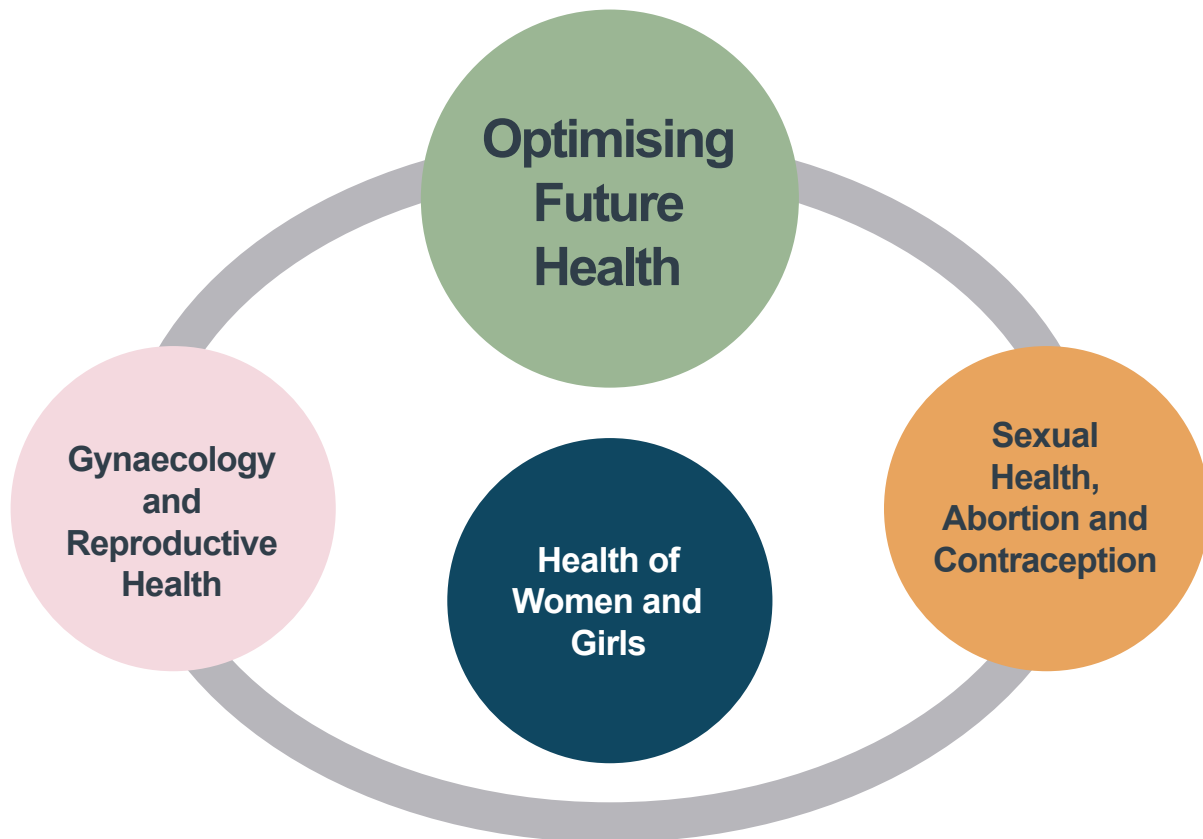 Optimising
Future
Health
Gynaecology
and
Reproductive
Health
Sexual
Health,
Abortion and
Contraception
Health of
Women and
Girls